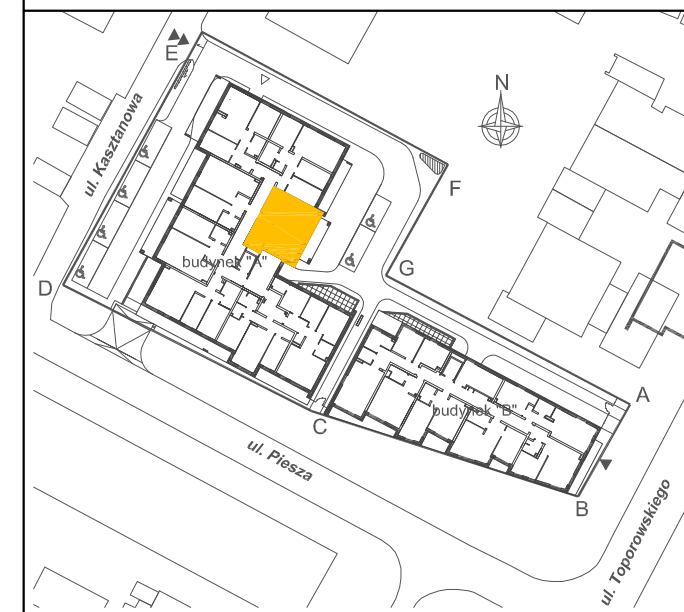 E
N
ul. Kasztanowa
F
budynek "A"
G
D
A
budynek "B"
C
ul. Piesza
B
ul. Toporowskiego